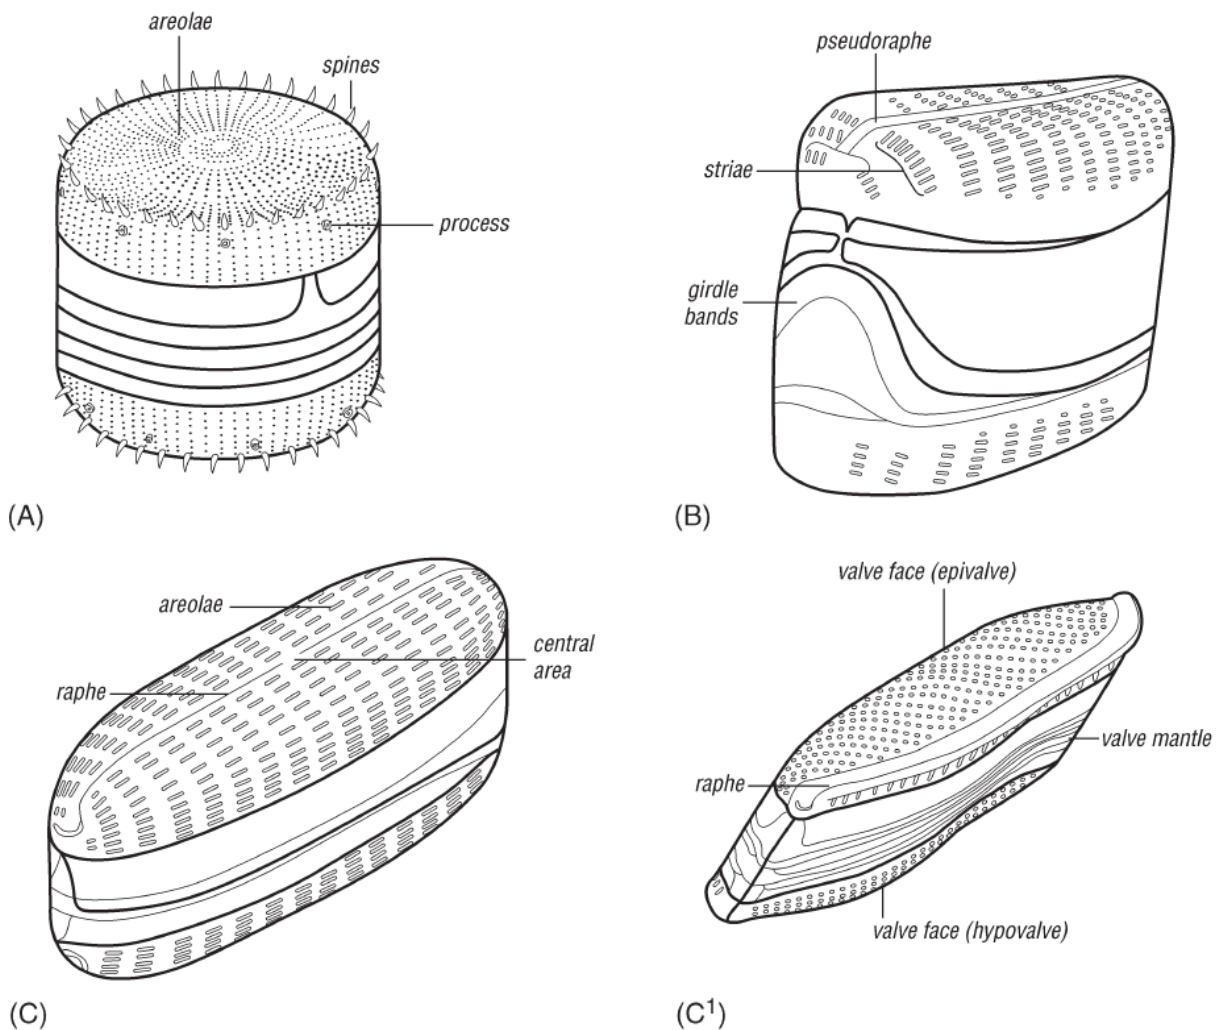 areolae
spines
process
(A)
pseudoraphe
striae
girdle
bands
(B)
areolae
central
area
raphe
(C)
valve face (epivalve)
valve mantle
raphe
valve face (hypovalve)
(C¹)